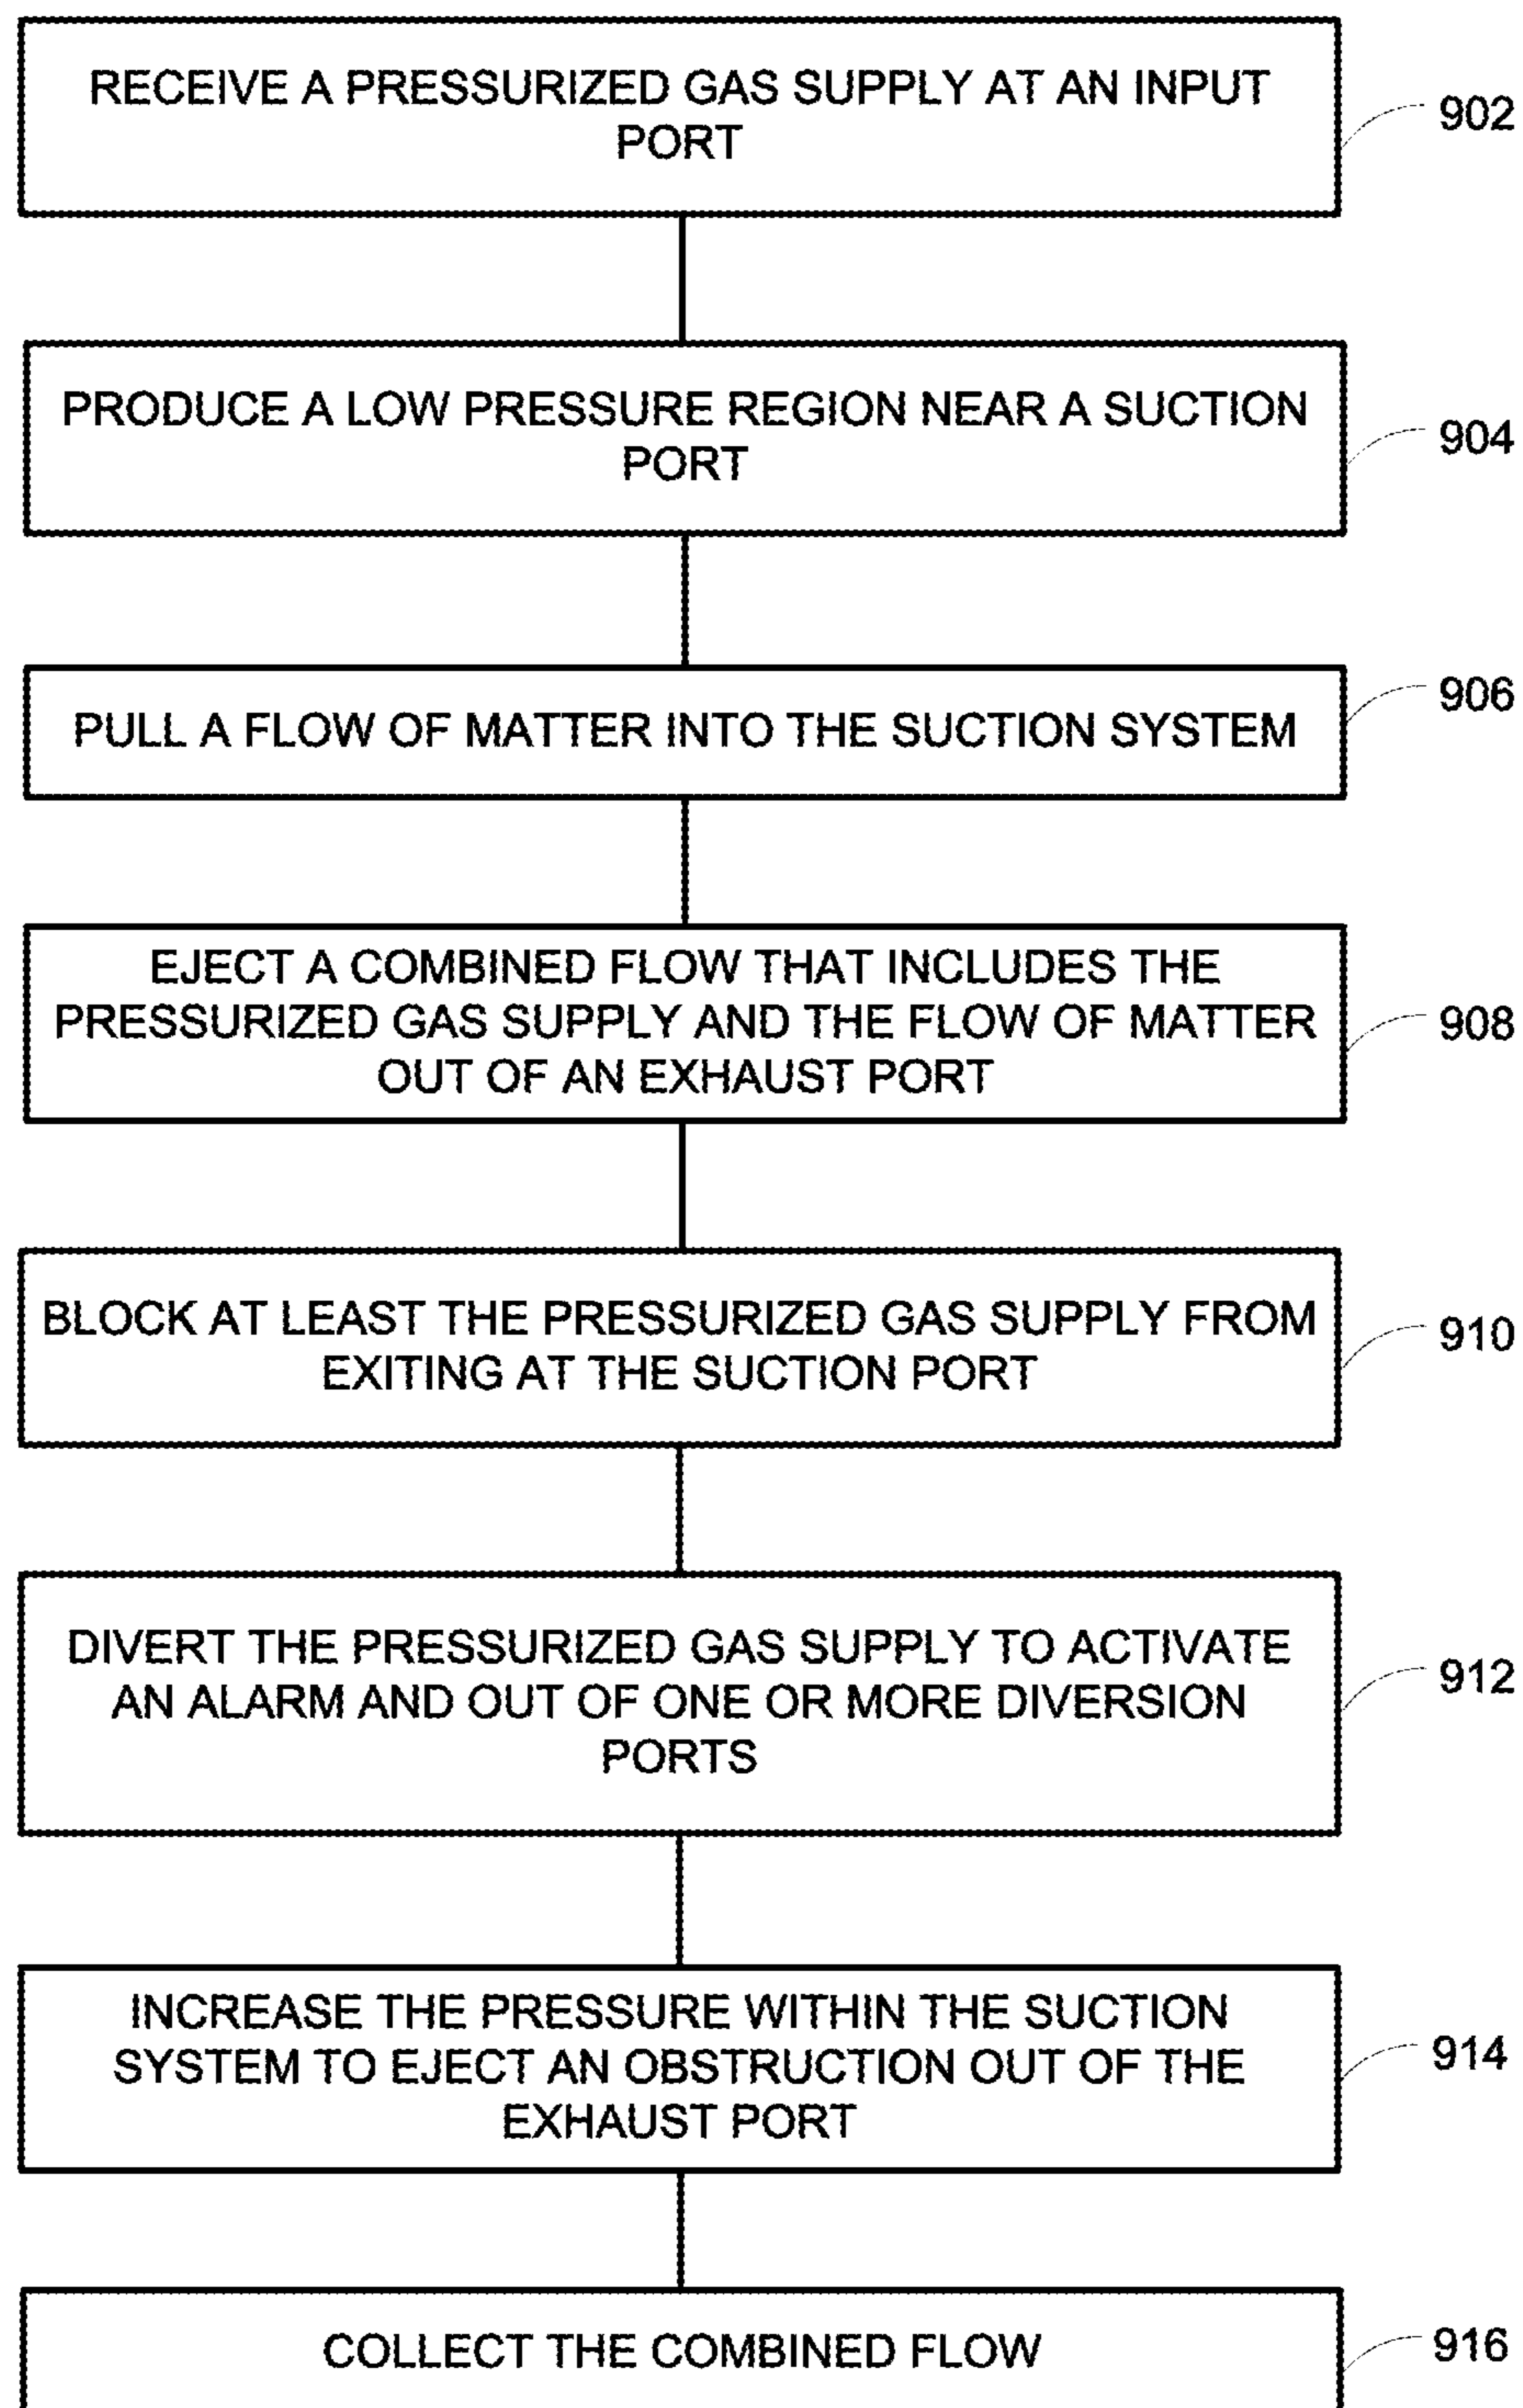 RECEIVE A PRESSURIZED GAS SUPPLY AT AN INPUT
PORT
902
PRODUCE A LOW PRESSURE REGION NEAR A SUCTION
PORT
904
PULL A FLOW OF MATTER INTO THE SUCTION SYSTEM
906
EJECT A COMBINED FLOW THAT INCLUDES THE
PRESSURIZED GAS SUPPLY AND THE FLOW OF MATTER
OUT OF AN EXHAUST PORT
908
BLOCK AT LEAST THE PRESSURIZED GAS SUPPLY FROM
EXITING AT THE SUCTION PORT
910
DIVERT THE PRESSURIZED GAS SUPPLY TO ACTIVATE
AN ALARM AND OUT OF ONE OR MORE DIVERSION
PORTS
912
INCREASE THE PRESSURE WITHIN THE SUCTION
SYSTEM TO EJECT AN OBSTRUCTION OUT OF THE
EXHAUST PORT
914
COLLECT THE COMBINED FLOW
916